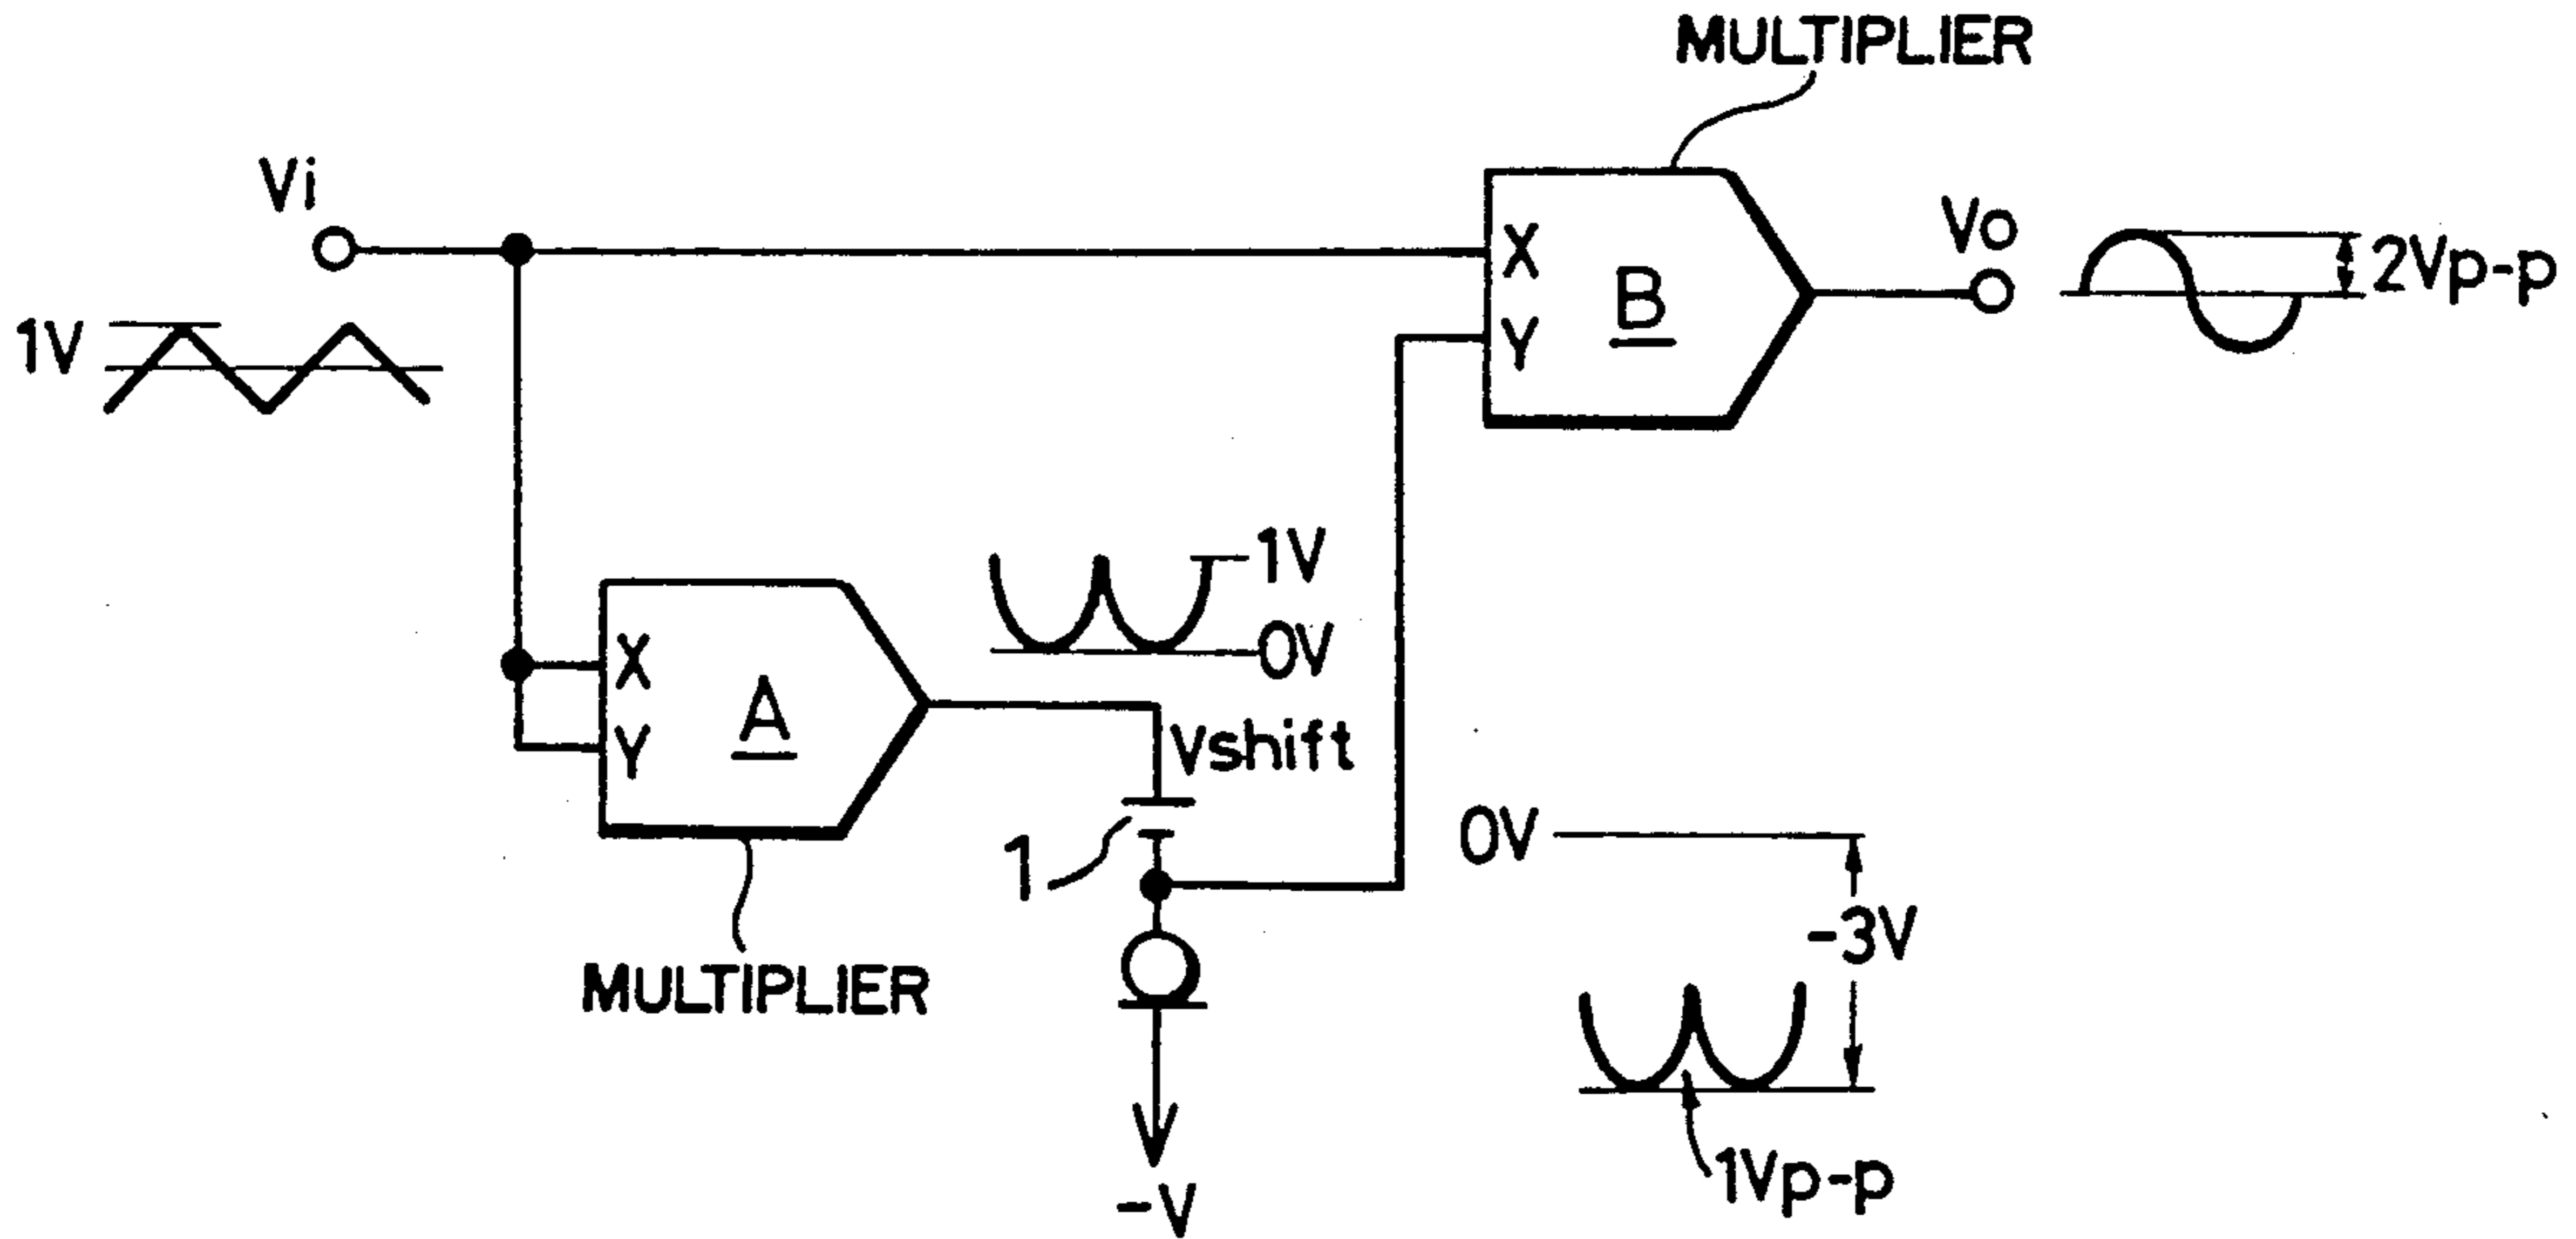 MULTIPLIER
Vi
X
B
Y
Vo
2Vp-p
1V
1V
0V
X
A
Y
Vshift
1
0V
-3V
MULTIPLIER
1Vp-p
-V